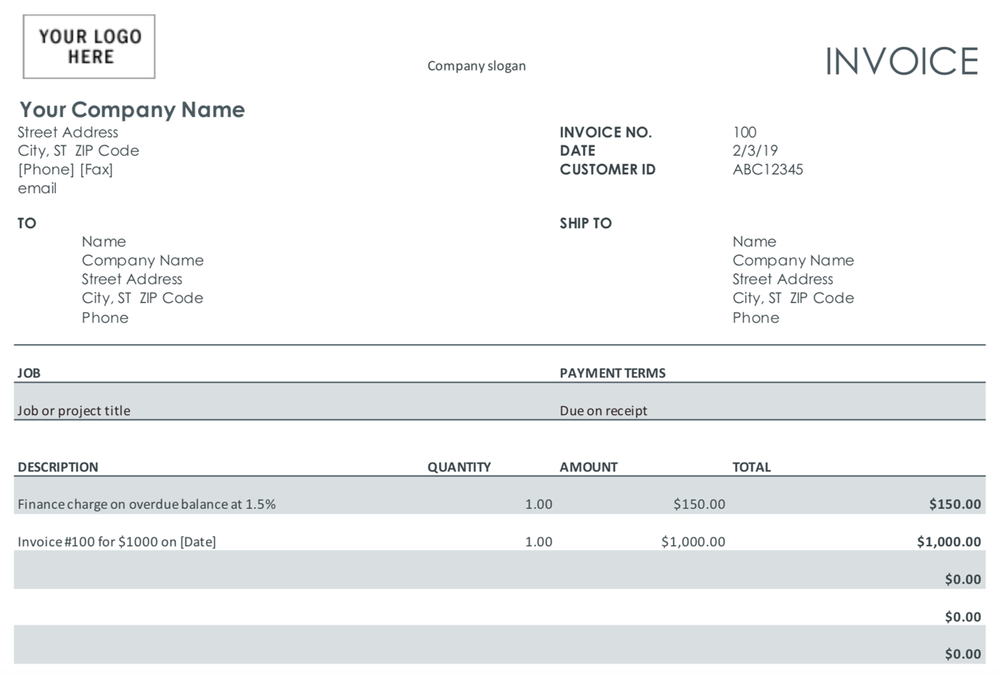 YOUR LOGO
HERE
Company slogan
INVOICE
Your Company Name
Street Address
City, ST  ZIP Code
[Phone] [Fax]
email
INVOICE NO. 100
DATE 2/3/19
CUSTOMER ID ABC12345
TO
Name
Company Name
Street Address
City, ST  ZIP Code
Phone
SHIP TO
Name
Company Name
Street Address
City, ST  ZIP Code
Phone
JOB PAYMENT TERMS
Job or project title Due on receipt
DESCRIPTION QUANTITY AMOUNT TOTAL
Finance charge on overdue balance at 1.5% 1.00 $150.00 $150.00
Invoice #100 for $1000 on [Date] 1.00 $1,000.00 $1,000.00
$0.00
$0.00
$0.00